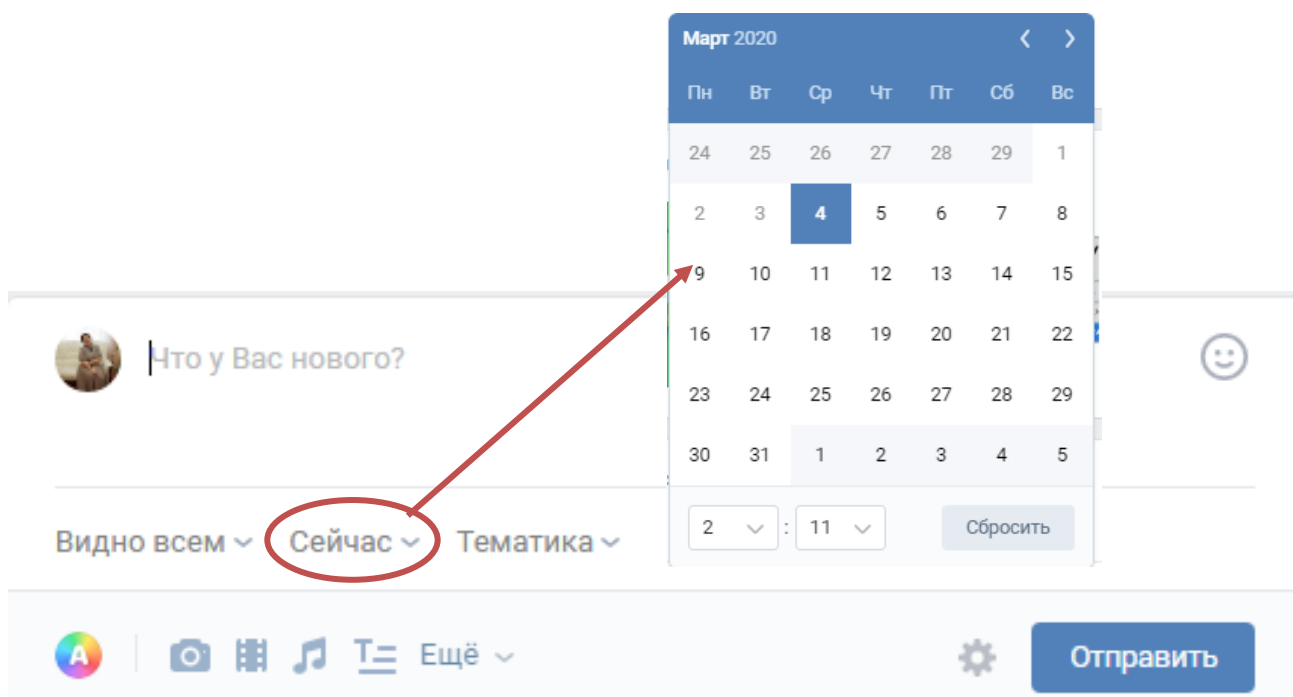 Март 2020
Пн Вт Ср Чт Пт Сб Вс
24 25 26 27 28 29 1
2 3 4 5 6 7 8
9 10 11 12 13 14 15
16 17 18 19 20 21 22
23 24 25 26 27 28 29
30 31 1 2 3 4 5
2 : 11 Сбросить
Что у Вас нового?
Видно всем Сейчас Тематика
A Ещё Отправить